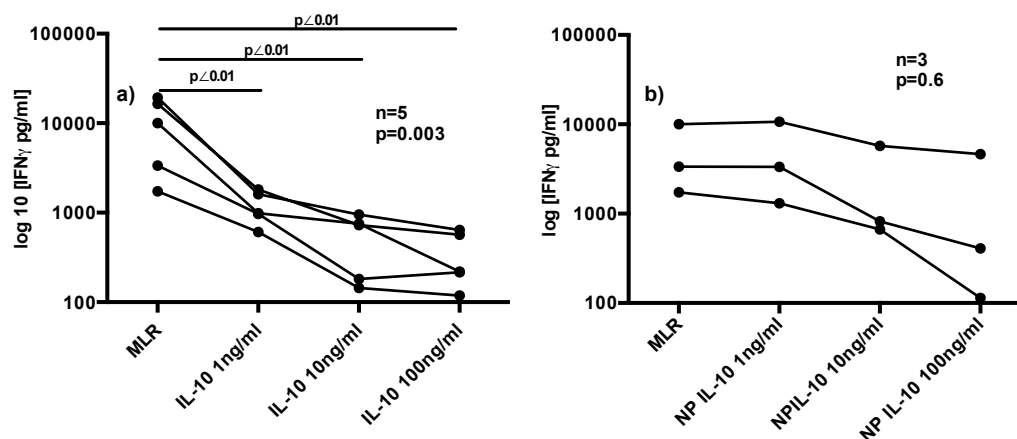 p∠0.01
p∠0.01
p∠0.01
a)
n=5
p=0.003
log 10 [IFNγ pg/ml]
100000
10000
1000
100
MLR
IL-10 1ng/ml
IL-10 10ng/ml
IL-10 100ng/ml
b)
n=3
p=0.6
log [IFNγ pg/ml]
100000
10000
1000
100
MLR
NP IL-10 1ng/ml
NPIL-10 10ng/ml
NP IL-10 100ng/ml